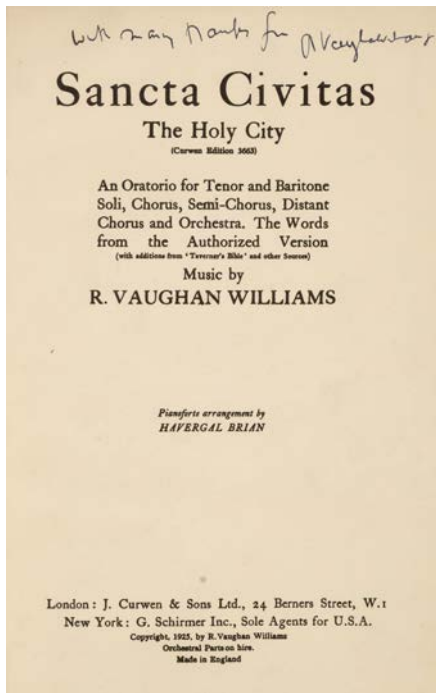 with many thanks from RVaughanWilliams
Sancta Civitas
The Holy City
(Curwen Edition 3663)
An Oratorio for Tenor and Baritone
Soli, Chorus, Semi-Chorus, Distant
Chorus and Orchestra. The Words
from the Authorized Version
(with additions from 'Taverner's Bible' and other Sources)
Music by
R. VAUGHAN WILLIAMS
Pianoforte arrangement by
HAVERGAL BRIAN
London: J. Curwen & Sons Ltd., 24 Berners Street, W.1
New York: G. Schirmer Inc., Sole Agents for U.S.A.
Copyright, 1925, by R.Vaughan Williams
Orchestral Parts on hire.
Made in England